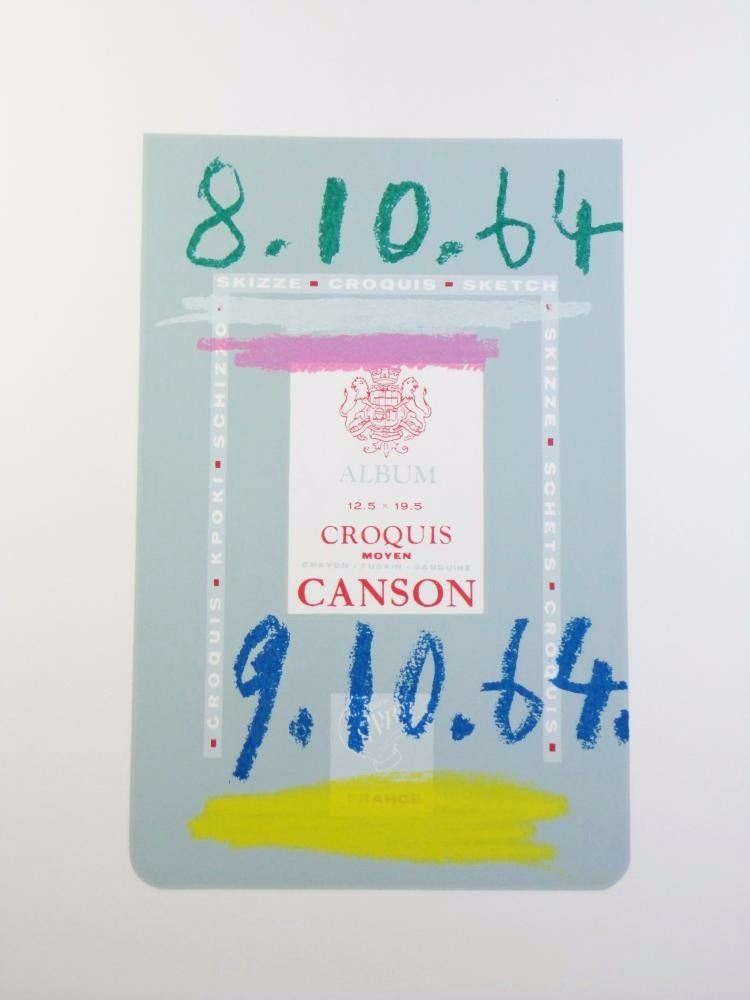 8.10.64
SKIZZE ▪ CROQUIS ▪ SKETCH
CROQUIS ▪ KPOKI ▪ SCHIZZO
SKIZZE ▪ SCHETS ▪ CROQUIS
ALBUM
12.5 × 19.5
CROQUIS
MOYEN
CRAYON - FUSAIN - SANGUINE
CANSON
9.10.64.
FRANCE